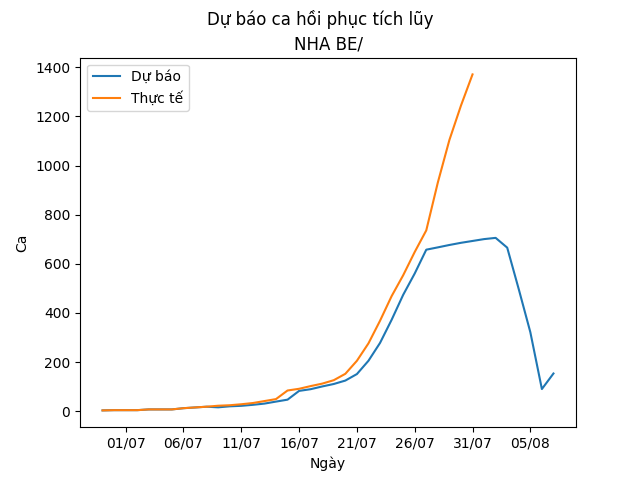 Dự báo ca hồi phục tích lũy
NHA BE/
Dự báo
Thực tế
1400
1200
1000
800
600
400
200
0
Ca
01/07 06/07 11/07 16/07 21/07 26/07 31/07 05/08
Ngày